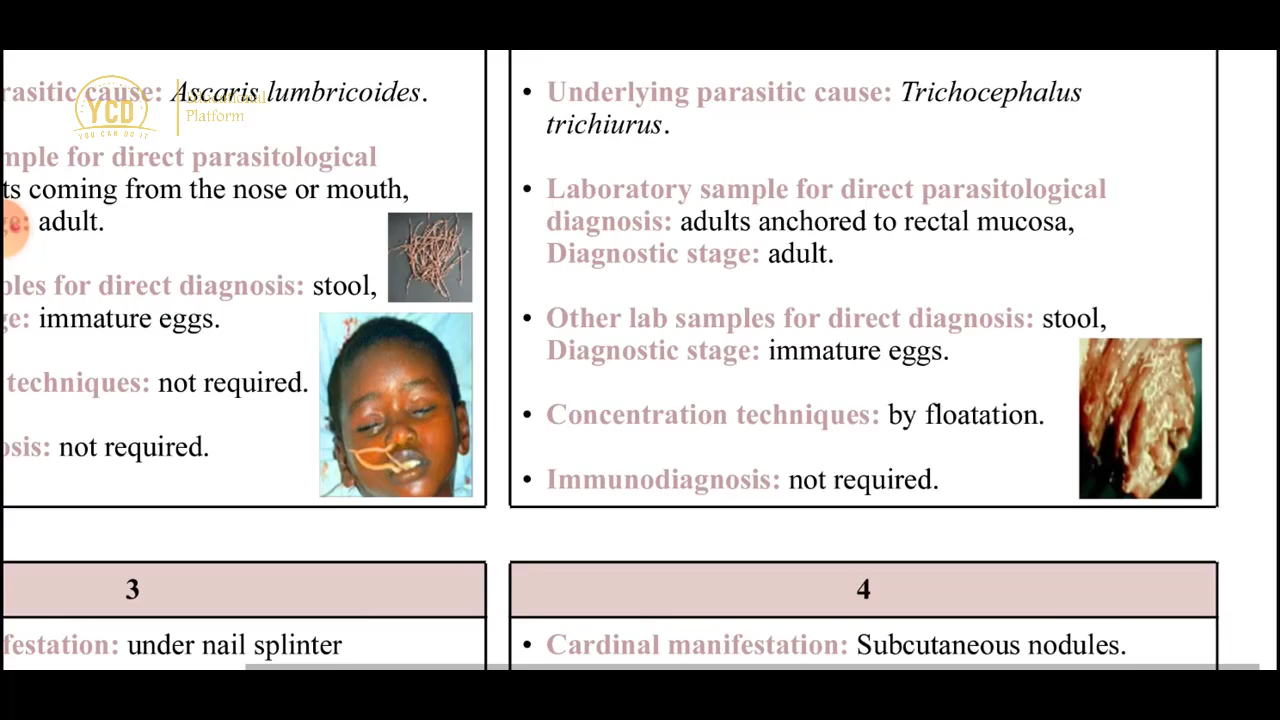 YCD
YOU CAN DO IT
Platform
rasitic cause: Ascaris lumbricoides.
mple for direct parasitological
ts coming from the nose or mouth,
ge: adult.
ples for direct diagnosis: stool,
ge: immature eggs.
techniques: not required.
osis: not required.
• Underlying parasitic cause: Trichocephalus
trichiurus.
• Laboratory sample for direct parasitological
diagnosis: adults anchored to rectal mucosa,
Diagnostic stage: adult.
• Other lab samples for direct diagnosis: stool,
Diagnostic stage: immature eggs.
• Concentration techniques: by floatation.
• Immunodiagnosis: not required.
3
festation: under nail splinter
4
• Cardinal manifestation: Subcutaneous nodules.